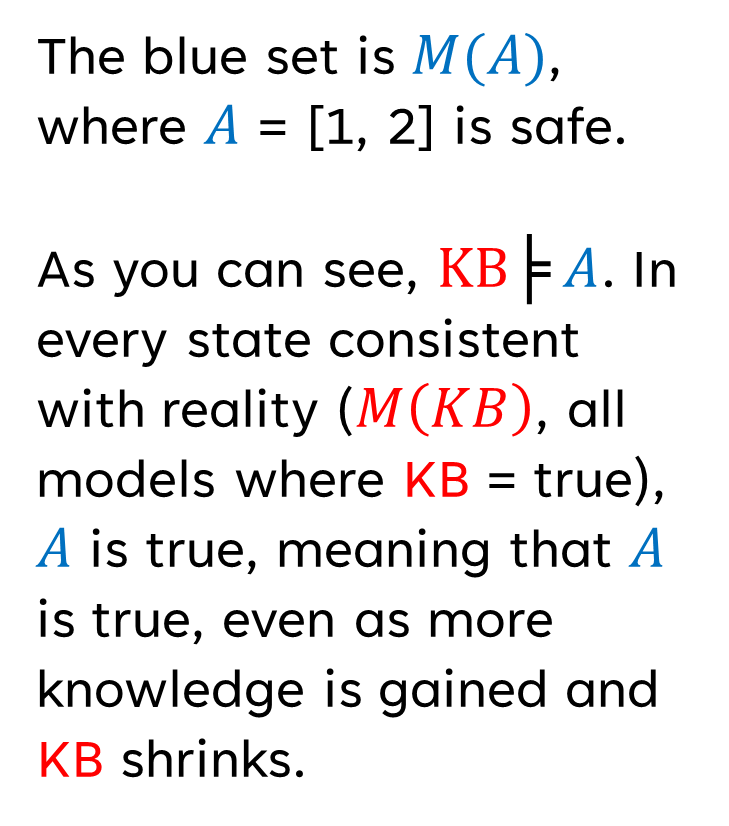 The blue set is M(A),
where A = [1, 2] is safe.
As you can see, KB ⊨ A. In
every state consistent
with reality (M(KB), all
models where KB = true),
A is true, meaning that A
is true, even as more
knowledge is gained and
KB shrinks.